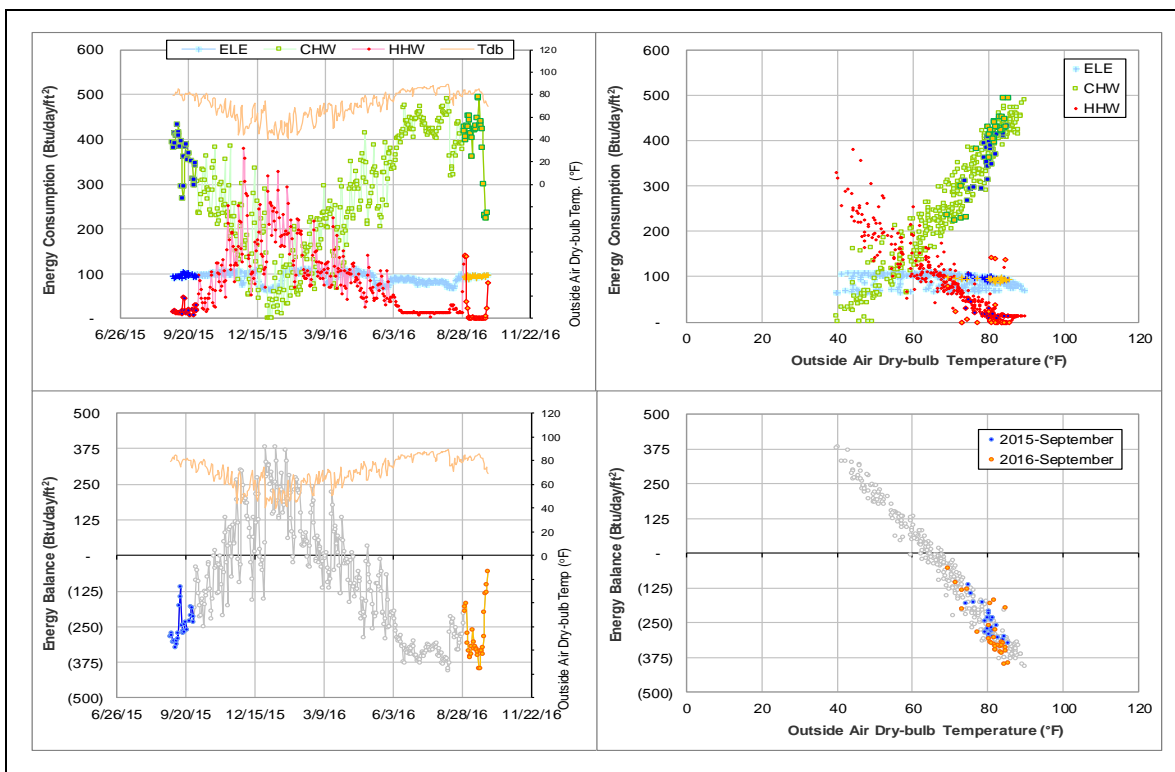 ELE CHW HHW Tdb
Energy Consumption (Btu/day/ft²)
600
500
400
300
200
100
-
120
100
80
60
40
20
0
Outside Air Dry-bulb Temp. (°F)
6/26/15 9/20/15 12/15/15 3/9/16 6/3/16 8/28/16 11/22/16
ELE
CHW
HHW
Energy Consumption (Btu/day/ft²)
600
500
400
300
200
100
-
20 40 60 80 100 120
Outside Air Dry-bulb Temperature (°F)
Energy Balance (Btu/day/ft²)
500
375
250
125
-
(125)
(250)
(375)
(500)
120
100
80
60
40
20
0
Outside Air Dry-bulb Temp (°F)
6/26/15 9/20/15 12/15/15 3/9/16 6/3/16 8/28/16 11/22/16
2015-September
2016-September
Energy Balance (Btu/day/ft²)
500
375
250
125
-
(125)
(250)
(375)
(500)
20 40 60 80 100 120
Outside Air Dry-bulb Temperature (°F)